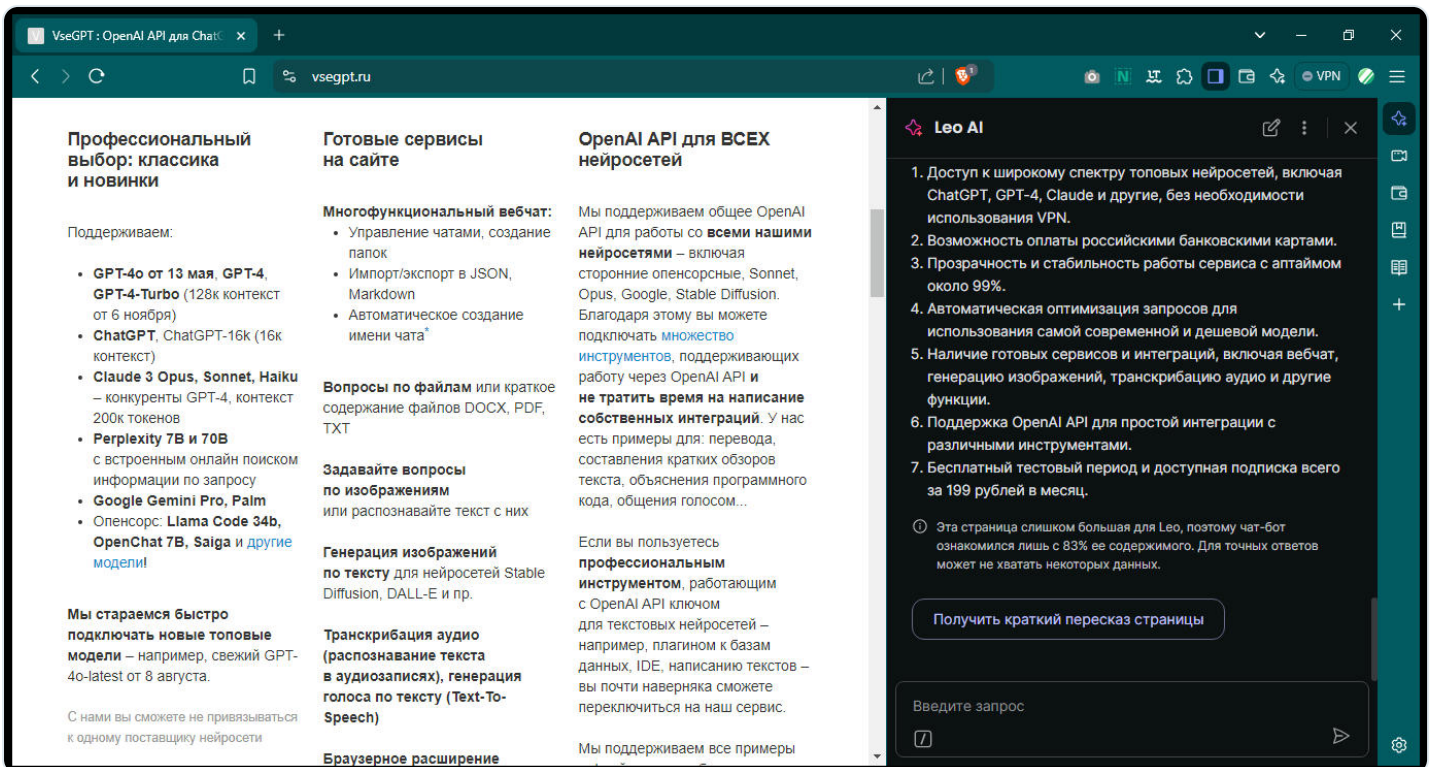 VseGPT : OpenAI API для ChatG
vsegpt.ru
1
VPN
Профессиональный
выбор: классика
и новинки
Поддерживаем:
• GPT-4o от 13 мая, GPT-4,
GPT-4-Turbo (128к контекст
от 6 ноября)
• ChatGPT, ChatGPT-16k (16к
контекст)
• Claude 3 Opus, Sonnet, Haiku
– конкуренты GPT-4, контекст
200к токенов
• Perplexity 7B и 70B
с встроенным онлайн поиском
информации по запросу
• Google Gemini Pro, Palm
• Опенсорс: Llama Code 34b,
OpenChat 7B, Saiga и другие
модели!
Мы стараемся быстро
подключать новые топовые
модели – например, свежий GPT-
4o-latest от 8 августа.
С нами вы сможете не привязываться
к одному поставщику нейросети
Готовые сервисы
на сайте
Многофункциональный вебчат:
• Управление чатами, создание
папок
• Импорт/экспорт в JSON,
Markdown
• Автоматическое создание
имени чата*
Вопросы по файлам или краткое
содержание файлов DOCX, PDF,
TXT
Задавайте вопросы
по изображениям
или распознавайте текст с них
Генерация изображений
по тексту для нейросетей Stable
Diffusion, DALL-E и пр.
Транскрибация аудио
(распознавание текста
в аудиозаписях), генерация
голоса по тексту (Text-To-
Speech)
Браузерное расширение
OpenAI API для ВСЕХ
нейросетей
Мы поддерживаем общее OpenAI
API для работы со всеми нашими
нейросетями – включая
сторонние опенсорсные, Sonnet,
Opus, Google, Stable Diffusion.
Благодаря этому вы можете
подключать множество
инструментов, поддерживающих
работу через OpenAI API и
не тратить время на написание
собственных интеграций. У нас
есть примеры для: перевода,
составления кратких обзоров
текста, объяснения программного
кода, общения голосом...
Если вы пользуетесь
профессиональным
инструментом, работающим
с OpenAI API ключом
для текстовых нейросетей –
например, плагином к базам
данных, IDE, написанию текстов –
вы почти наверняка сможете
переключиться на наш сервис.
Мы поддерживаем все примеры
Leo AI
1. Доступ к широкому спектру топовых нейросетей, включая
ChatGPT, GPT-4, Claude и другие, без необходимости
использования VPN.
2. Возможность оплаты российскими банковскими картами.
3. Прозрачность и стабильность работы сервиса с аптаймом
около 99%.
4. Автоматическая оптимизация запросов для
использования самой современной и дешевой модели.
5. Наличие готовых сервисов и интеграций, включая вебчат,
генерацию изображений, транскрибацию аудио и другие
функции.
6. Поддержка OpenAI API для простой интеграции с
различными инструментами.
7. Бесплатный тестовый период и доступная подписка всего
за 199 рублей в месяц.
Эта страница слишком большая для Leo, поэтому чат-бот
ознакомился лишь с 83% ее содержимого. Для точных ответов
может не хватать некоторых данных.
Получить краткий пересказ страницы
Введите запрос